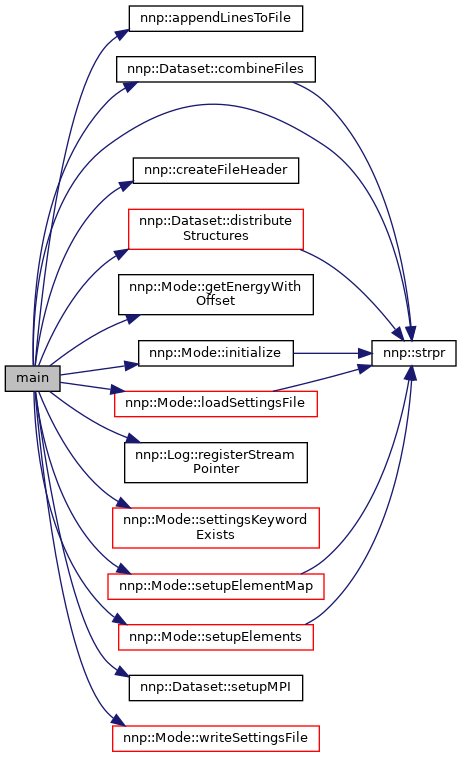 nnp::appendLinesToFile
nnp::Dataset::combineFiles
nnp::createFileHeader
nnp::Dataset::distribute
Structures
nnp::Mode::getEnergyWith
Offset
nnp::Mode::initialize
nnp::strpr
main
nnp::Mode::loadSettingsFile
nnp::Log::registerStream
Pointer
nnp::Mode::settingsKeyword
Exists
nnp::Mode::setupElementMap
nnp::Mode::setupElements
nnp::Dataset::setupMPI
nnp::Mode::writeSettingsFile